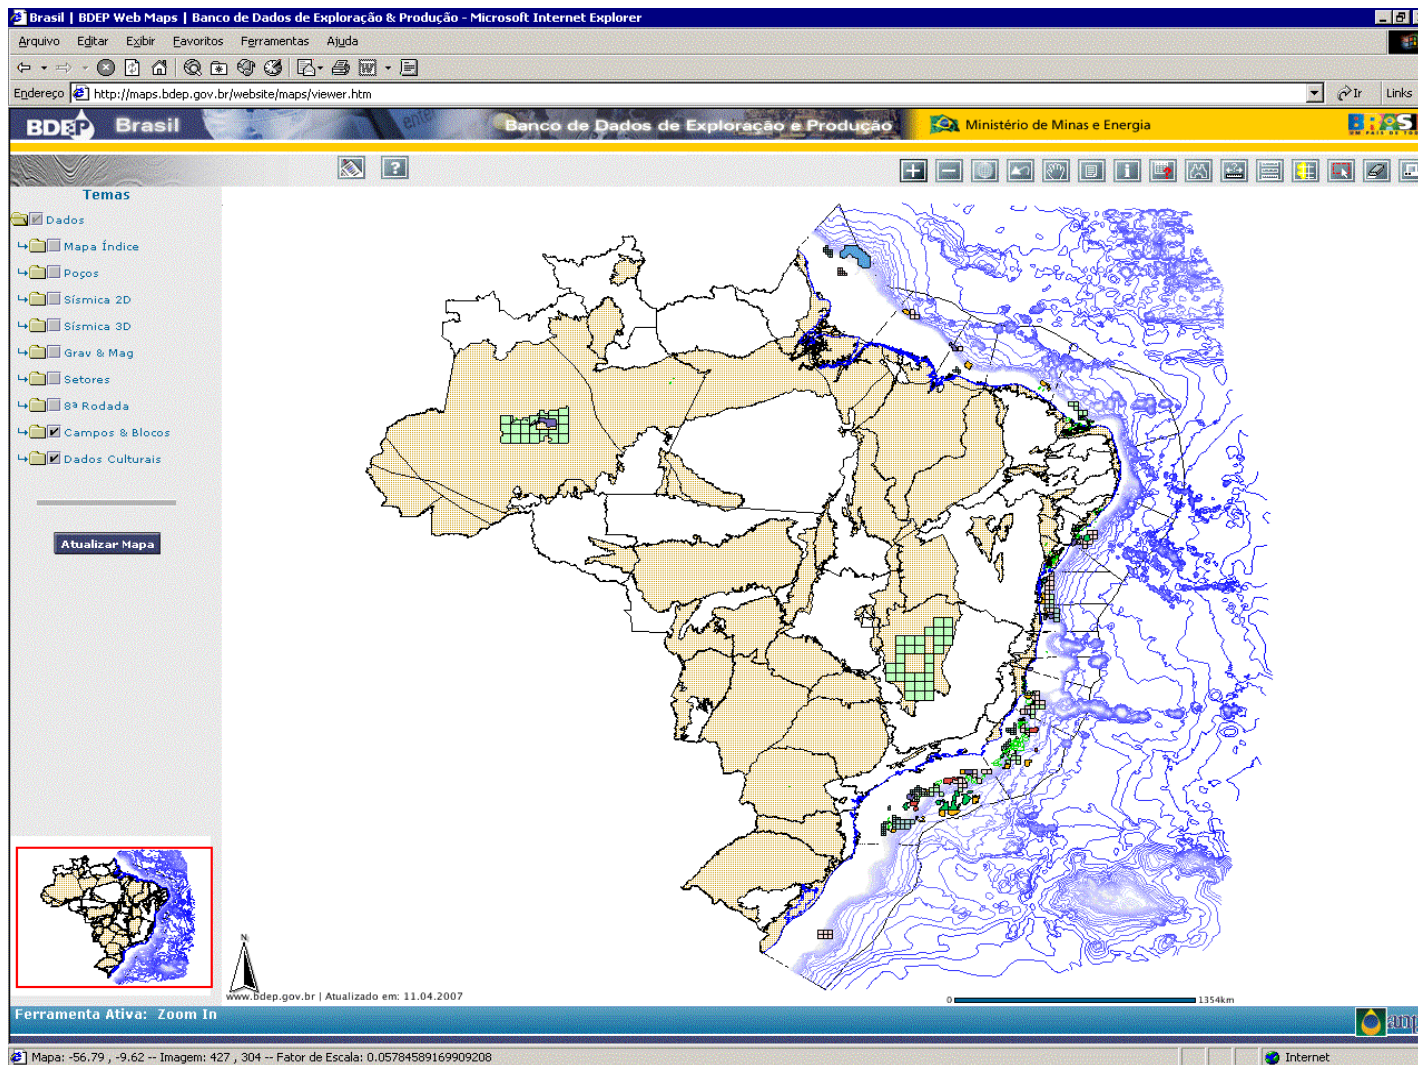 Brasil | BDEP Web Maps | Banco de Dados de Exploração & Produção - Microsoft Internet Explorer
Arquivo Editar Exibir Favoritos Ferramentas Ajuda
Endereço http://maps.bdep.gov.br/website/maps/viewer.htm Ir Links
BDEP Brasil enter Banco de Dados de Exploração e Produção Ministério de Minas e Energia
Temas
Dados
Mapa Índice
Poços
Sísmica 2D
Sísmica 3D
Grav & Mag
Setores
8ª Rodada
Campos & Blocos
Dados Culturais
Atualizar Mapa
N
www.bdep.gov.br | Atualizado em: 11.04.2007
0 1354km
Ferramenta Ativa: Zoom In
Mapa: -56.79 , -9.62 -- Imagem: 427 , 304 -- Fator de Escala: 0.05784589169909208
Internet